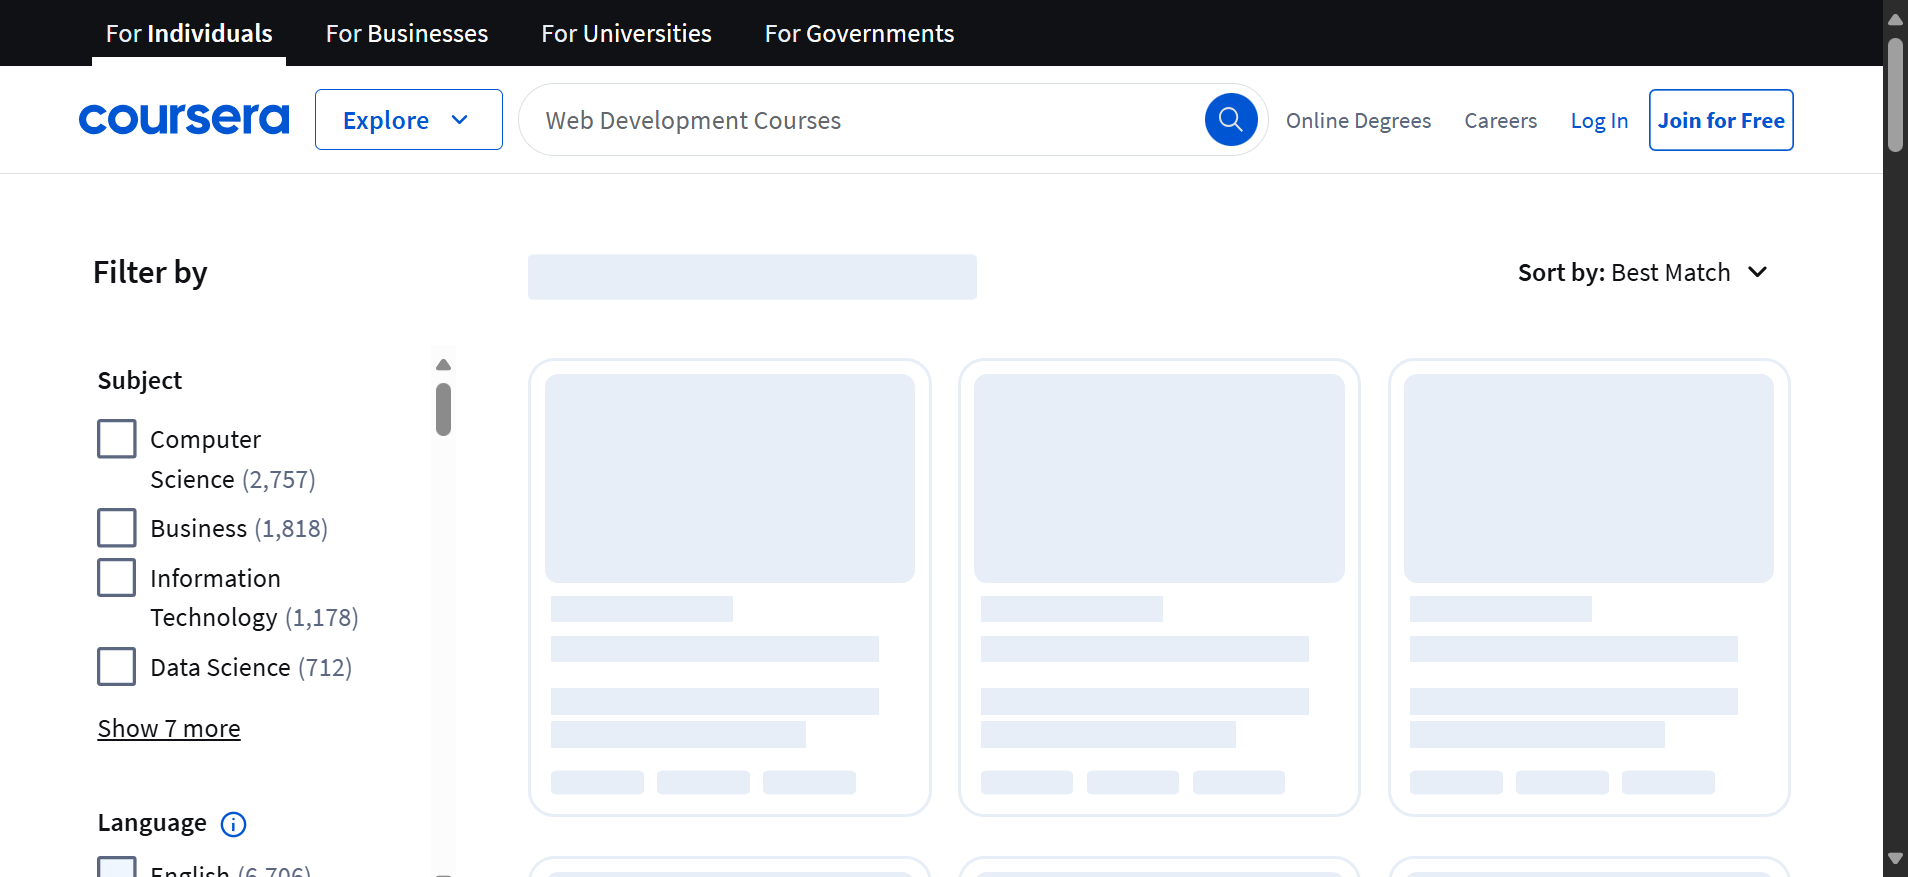 For Individuals
For Businesses
For Universities
For Governments
coursera
Explore
Web Development Courses
Online Degrees
Careers
Log In
Join for Free
Filter by
Sort by: Best Match
Subject
Computer
Science (2,757)
Business (1,818)
Information
Technology (1,178)
Data Science (712)
Show 7 more
Language
English (6,706)